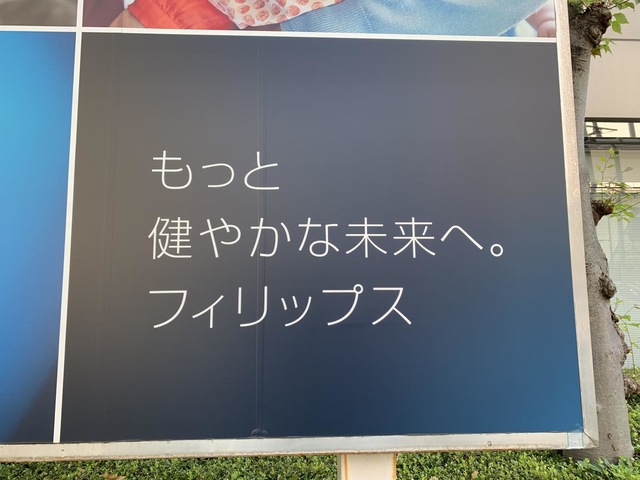 もっと
健やかな未来へ。
フィリップス